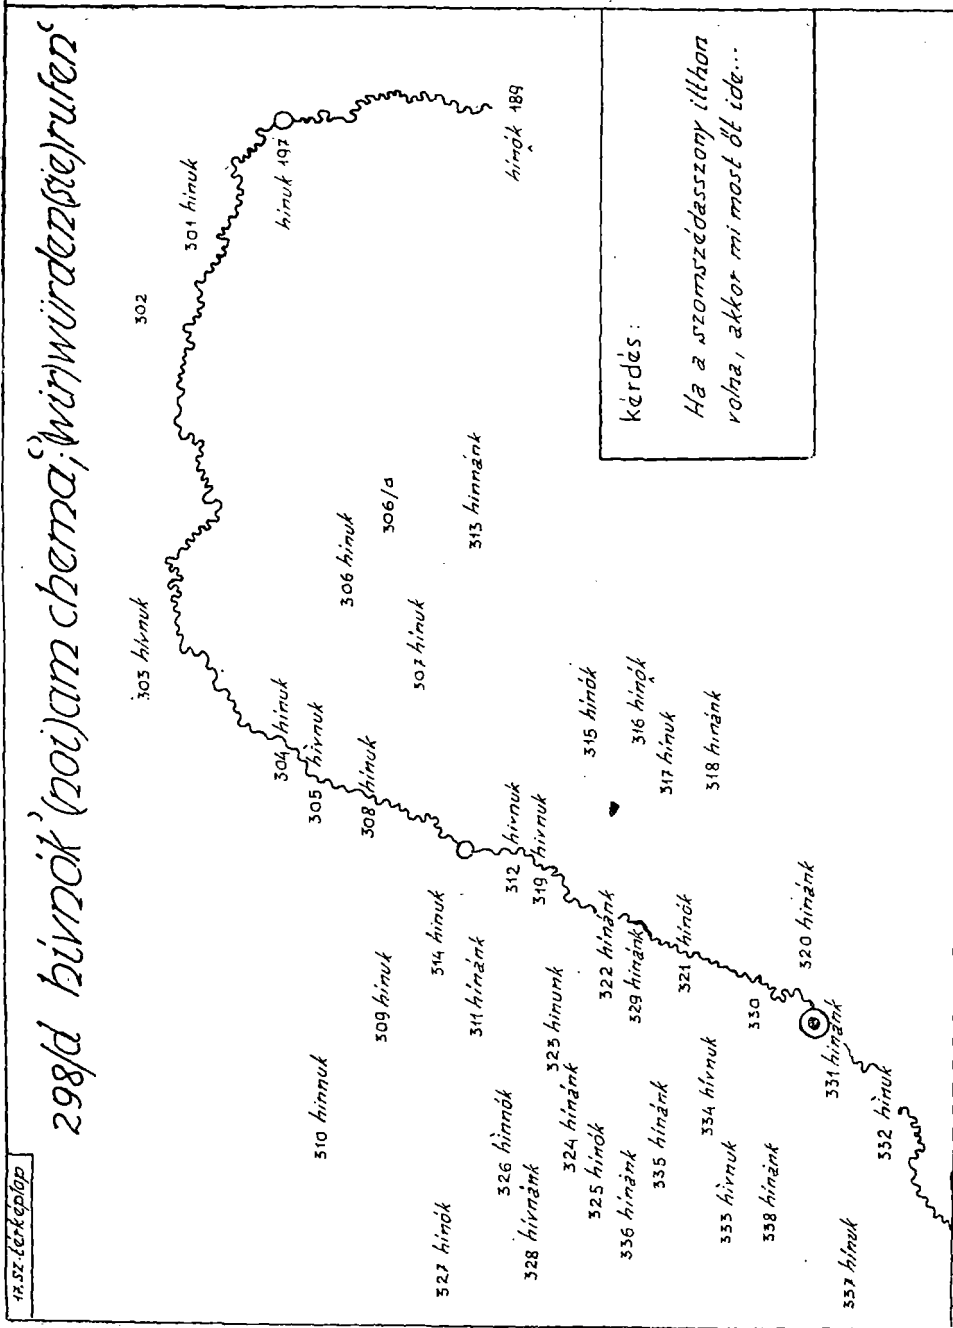 17. sz. térképlap
298/d hívnók '(noi) am chema'; '(wir) würden (sie) rufen'
302
301 hínuk
hínuk 197
hínók 189
303 hívnuk
306 hínuk
306/a
313 hínnánk
307 hínuk
304 hínuk
305 hívnuk
308 hínuk
315 hínók
316 hínók
317 hínuk
318 hínánk
312 hívnuk
319 hívnuk
314 hínuk
309 hínuk
311 hínánk
322 hínánk
329 hínánk
321 hínók
320 hínánk
330
331 hínánk
310 hínnuk
323 hínunk
326 hínnók
324 hínánk
325 hínók
328 hívnánk
327 hínók
336 hínánk
335 hínánk
334 hívnuk
333 hívnuk
338 hínánk
332 hínuk
337 hínuk
kérdés:
Ha a szomszédasszony itthon
volna, akkor mi most őt ide...